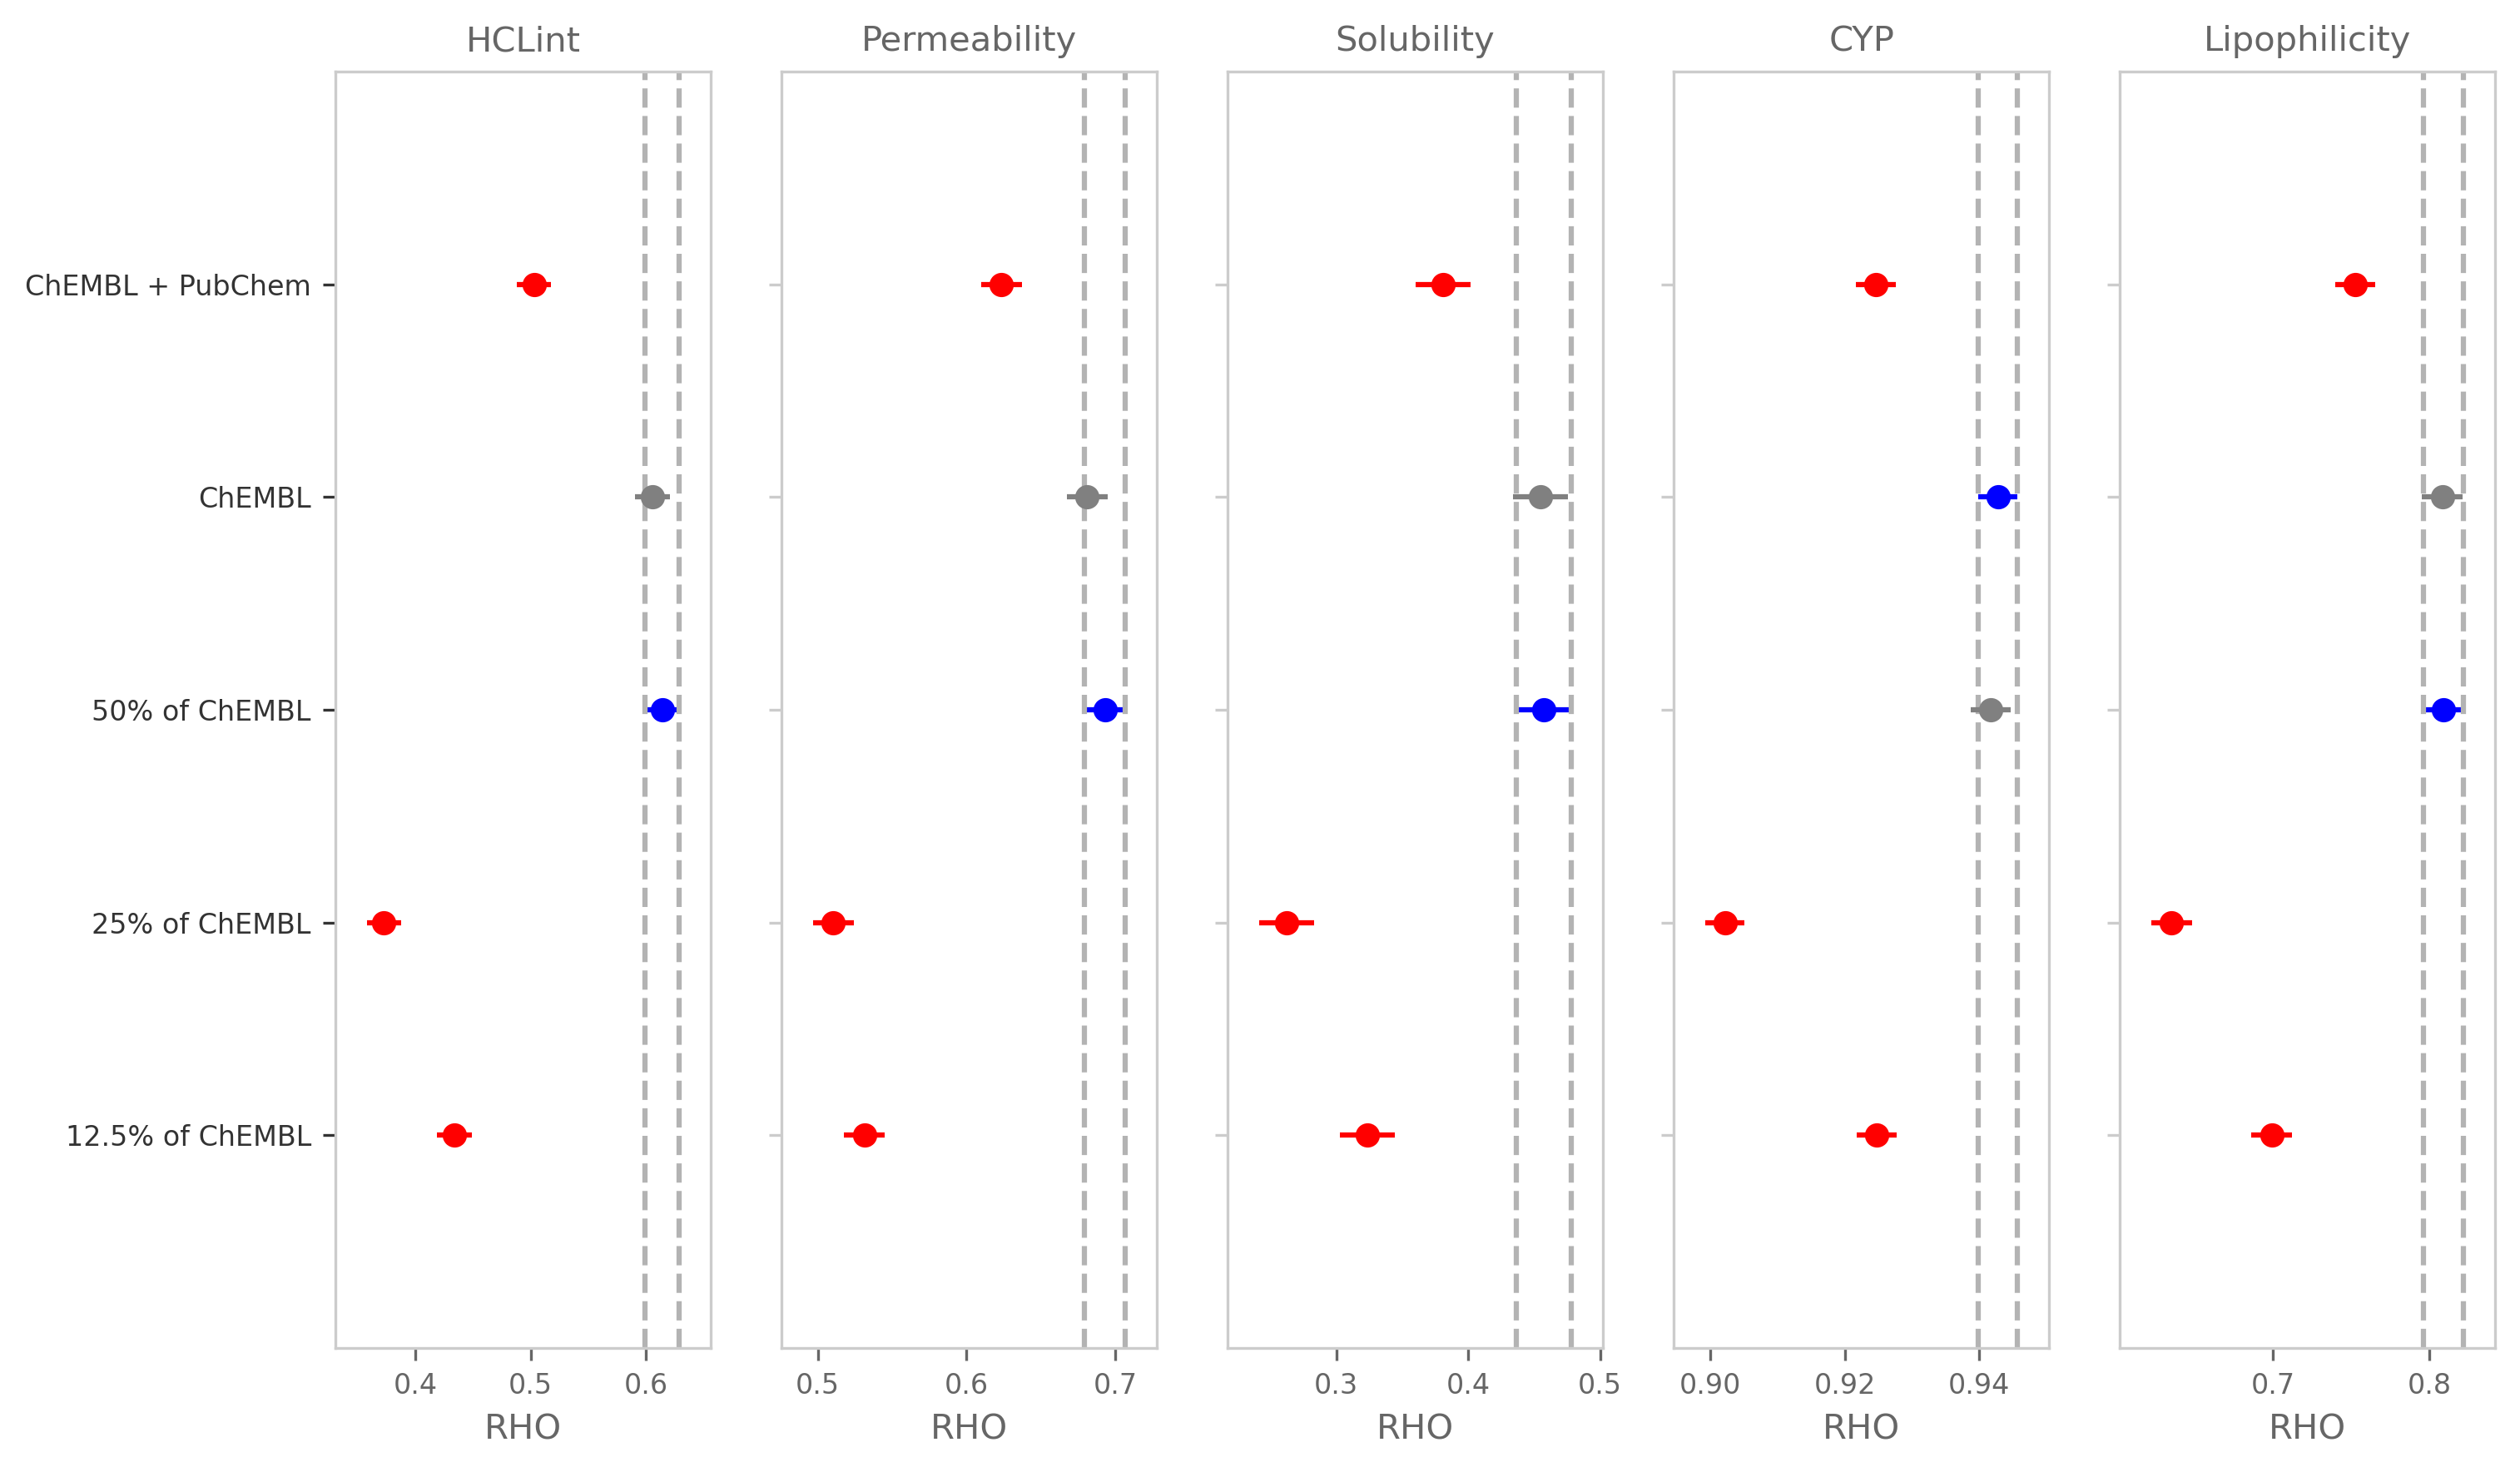 HCLint
Permeability
Solubility
CYP
Lipophilicity
ChEMBL + PubChem
ChEMBL
50% of ChEMBL
25% of ChEMBL
12.5% of ChEMBL
0.4 0.5 0.6
0.5 0.6 0.7
0.3 0.4 0.5
0.90 0.92 0.94
0.7 0.8
RHO
RHO
RHO
RHO
RHO